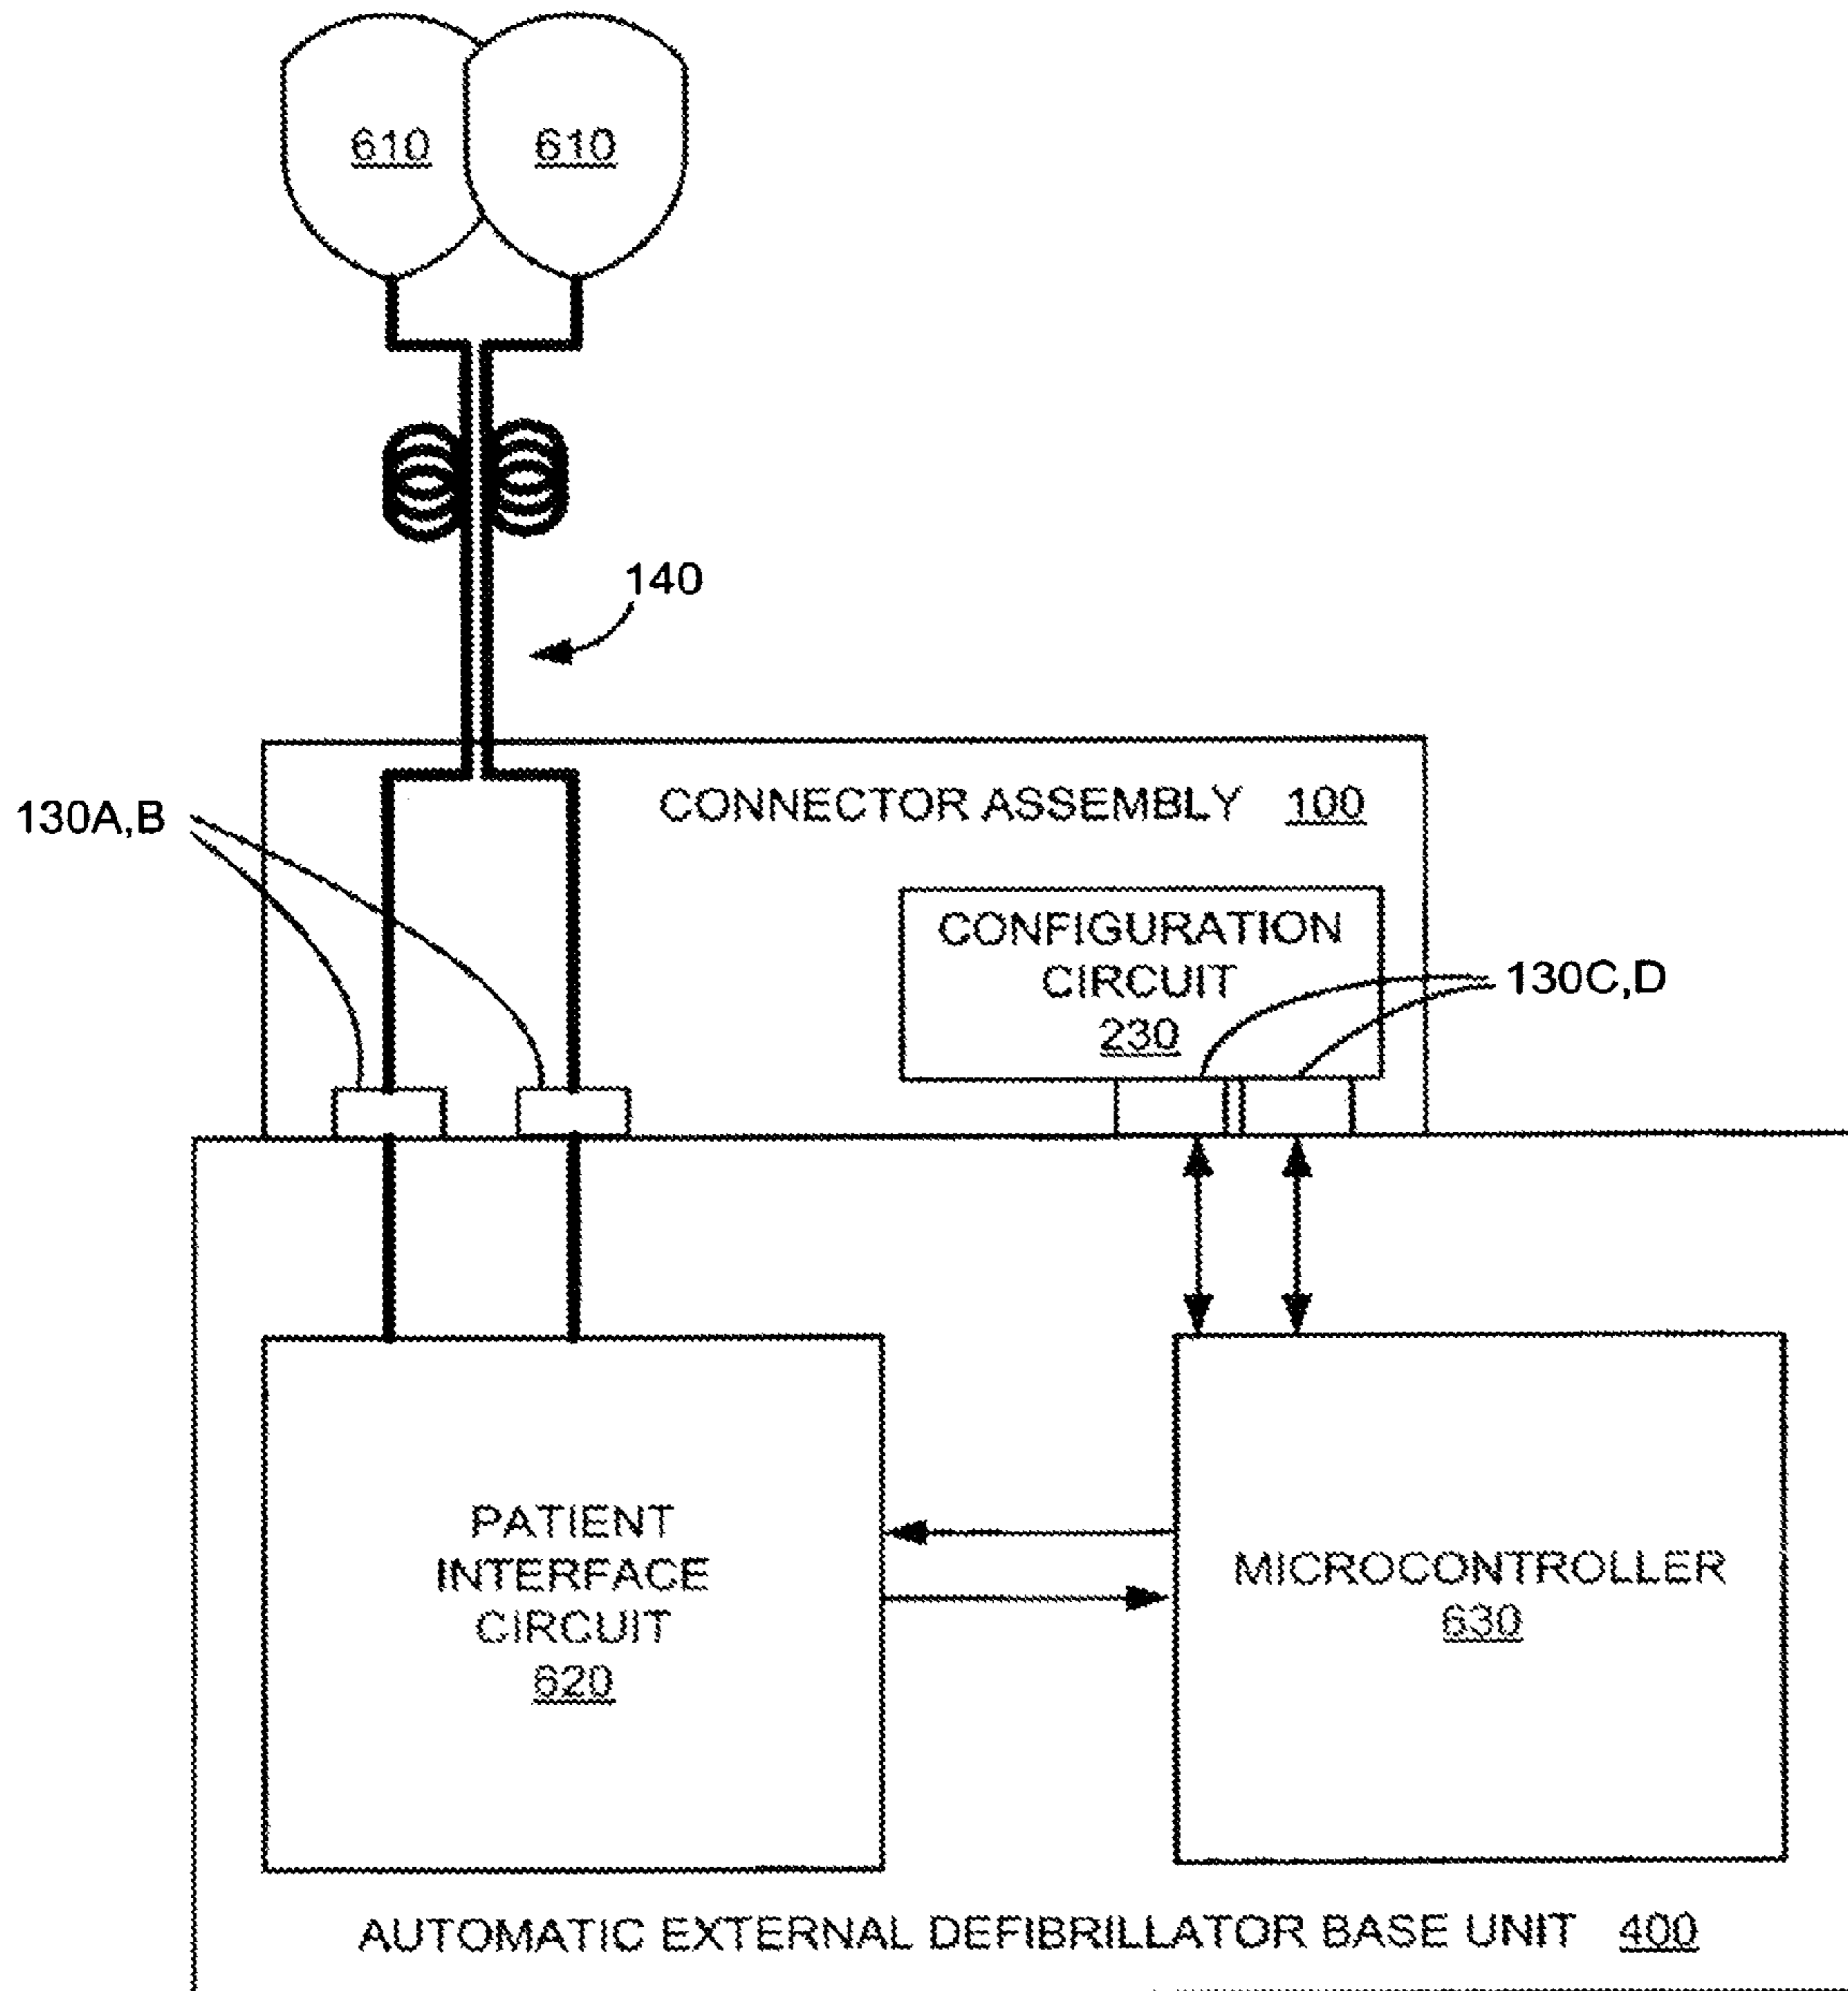 610 610
140
CONNECTOR ASSEMBLY 100
130A,B
CONFIGURATION
CIRCUIT
230
130C,D
PATIENT
INTERFACE
CIRCUIT
620
MICROCONTROLLER
630
AUTOMATIC EXTERNAL DEFIBRILLATOR BASE UNIT 400